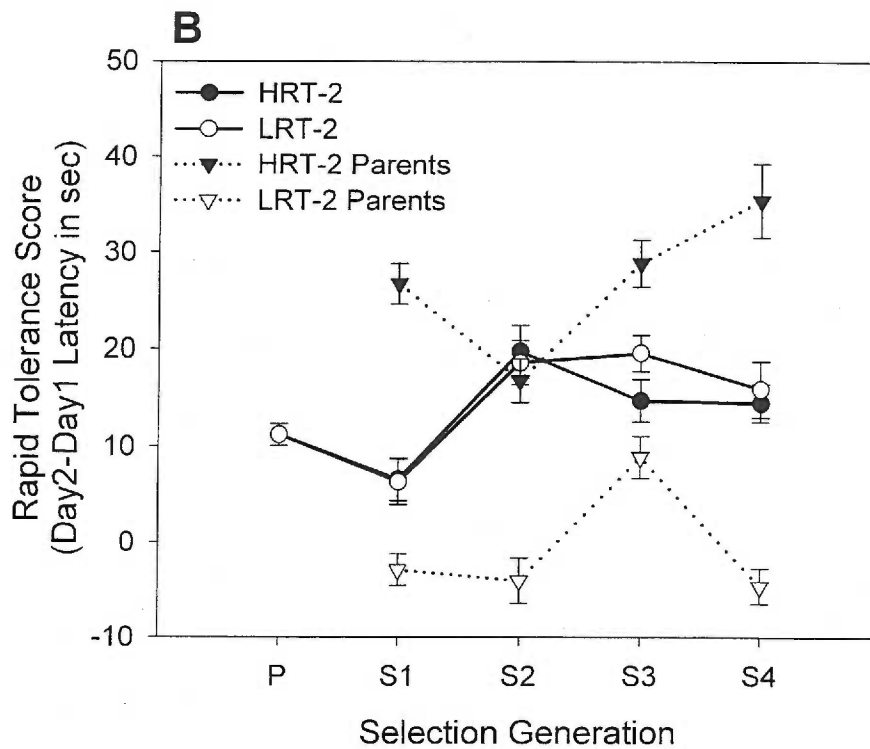 B
50
40
30
20
10
0
-10
Rapid Tolerance Score
(Day2-Day1 Latency in sec)
HRT-2
LRT-2
HRT-2 Parents
LRT-2 Parents
P S1 S2 S3 S4
Selection Generation